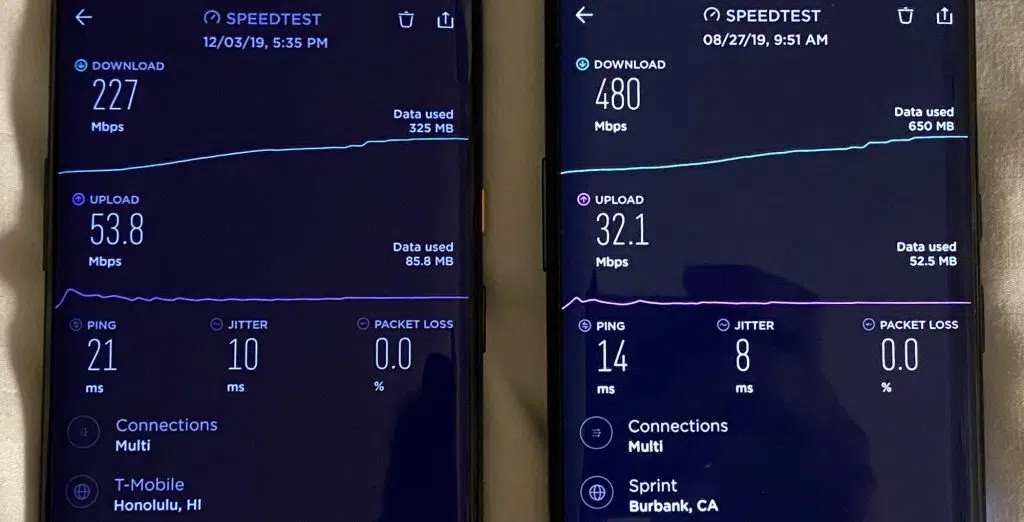 SPEEDTEST
12/03/19, 5:35 PM
DOWNLOAD
227
Mbps
Data used
325 MB
UPLOAD
53.8
Mbps
Data used
85.8 MB
PING
21
ms
JITTER
10
ms
PACKET LOSS
0.0
%
Connections
Multi
T-Mobile
Honolulu, HI
SPEEDTEST
08/27/19, 9:51 AM
DOWNLOAD
480
Mbps
Data used
650 MB
UPLOAD
32.1
Mbps
Data used
52.5 MB
PING
14
ms
JITTER
8
ms
PACKET LOSS
0.0
%
Connections
Multi
Sprint
Burbank, CA